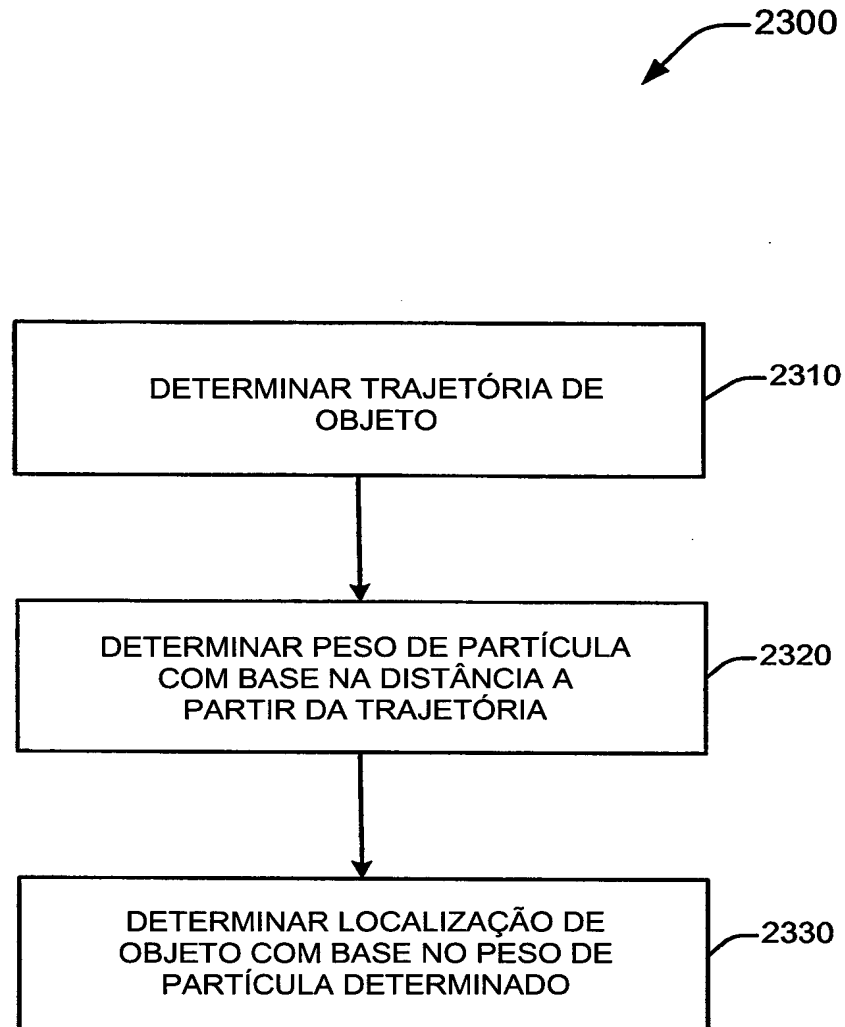 2300
DETERMINAR TRAJETÓRIA DE
OBJETO
2310
DETERMINAR PESO DE PARTÍCULA
COM BASE NA DISTÂNCIA A
PARTIR DA TRAJETÓRIA
2320
DETERMINAR LOCALIZAÇÃO DE
OBJETO COM BASE NO PESO DE
PARTÍCULA DETERMINADO
2330